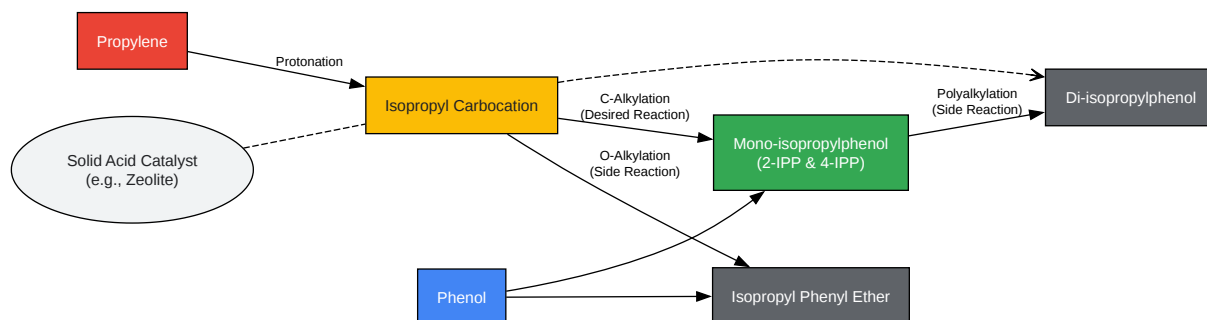 Propylene
Protonation
Isopropyl Carbocation
Solid Acid Catalyst
(e.g., Zeolite)
C-Alkylation
(Desired Reaction)
O-Alkylation
(Side Reaction)
Mono-isopropylphenol
(2-IPP & 4-IPP)
Polyalkylation
(Side Reaction)
Di-isopropylphenol
Phenol
Isopropyl Phenyl Ether